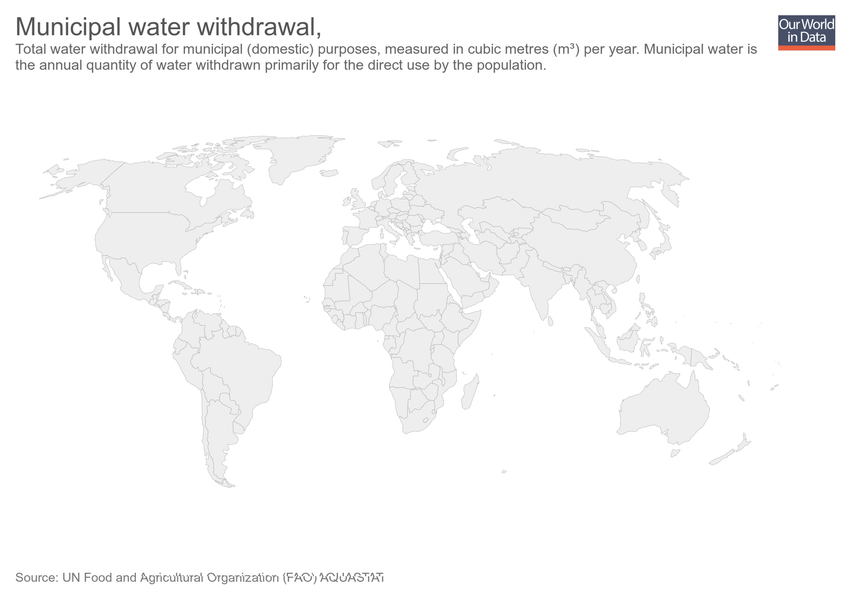 Municipal water withdrawal,
Our World
in Data
Total water withdrawal for municipal (domestic) purposes, measured in cubic metres (m³) per year. Municipal water is
the annual quantity of water withdrawn primarily for the direct use by the population.
Source: UN Food and Agricultural Organization (FAO) AQUASTAT